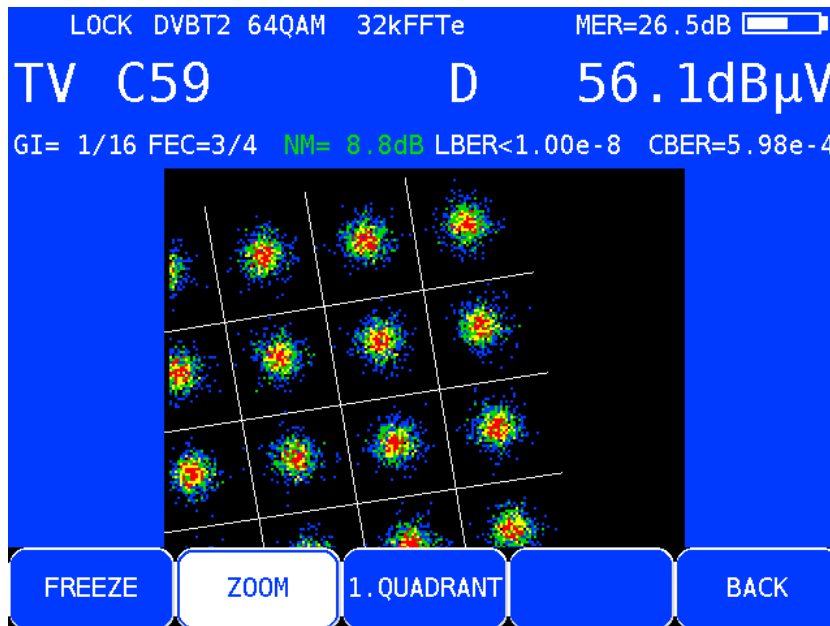 LOCK DVBT2 64QAM 32kFFTe MER=26.5dB
TV C59 D 56.1dBµV
GI= 1/16 FEC=3/4 NM= 8.8dB LBER<1.00e-8 CBER=5.98e-4
FREEZE ZOOM 1.QUADRANT BACK